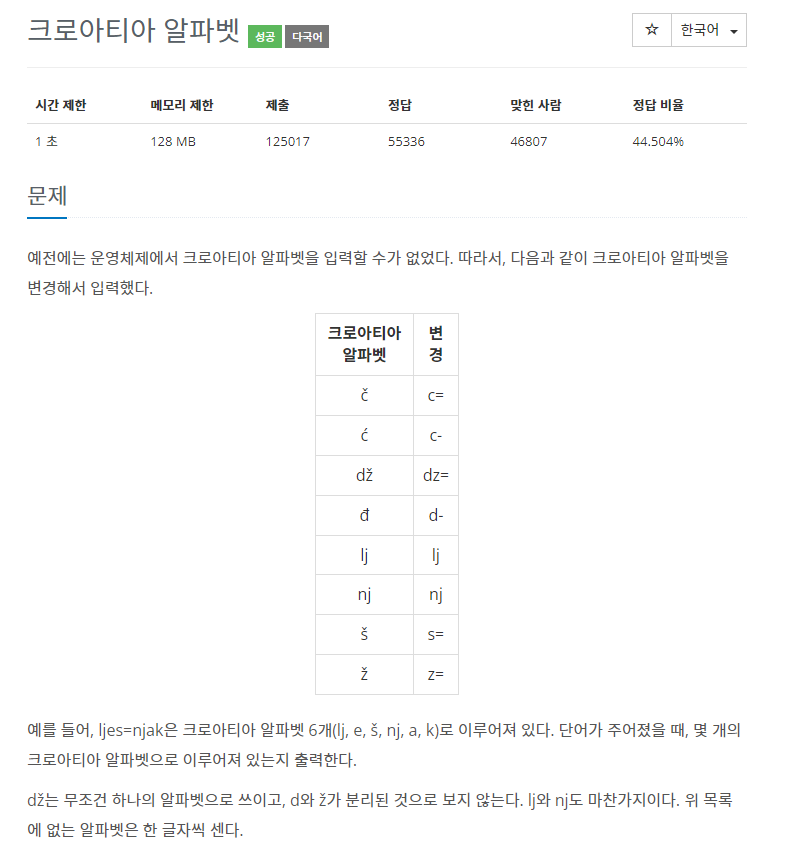 크로아티아 알파벳 성공 다국어
☆ 한국어
시간 제한 메모리 제한 제출 정답 맞힌 사람 정답 비율
1 초 128 MB 125017 55336 46807 44.504%
문제
예전에는 운영체제에서 크로아티아 알파벳을 입력할 수가 없었다. 따라서, 다음과 같이 크로아티아 알파벳을
변경해서 입력했다.
크로아티아 변
알파벳 경
č c=
ć c-
dž dz=
đ d-
lj lj
nj nj
š s=
ž z=
예를 들어, ljes=njak은 크로아티아 알파벳 6개(lj, e, š, nj, a, k)로 이루어져 있다. 단어가 주어졌을 때, 몇 개의
크로아티아 알파벳으로 이루어져 있는지 출력한다.
dž는 무조건 하나의 알파벳으로 쓰이고, d와 ž가 분리된 것으로 보지 않는다. lj와 nj도 마찬가지이다. 위 목록
에 없는 알파벳은 한 글자씩 센다.